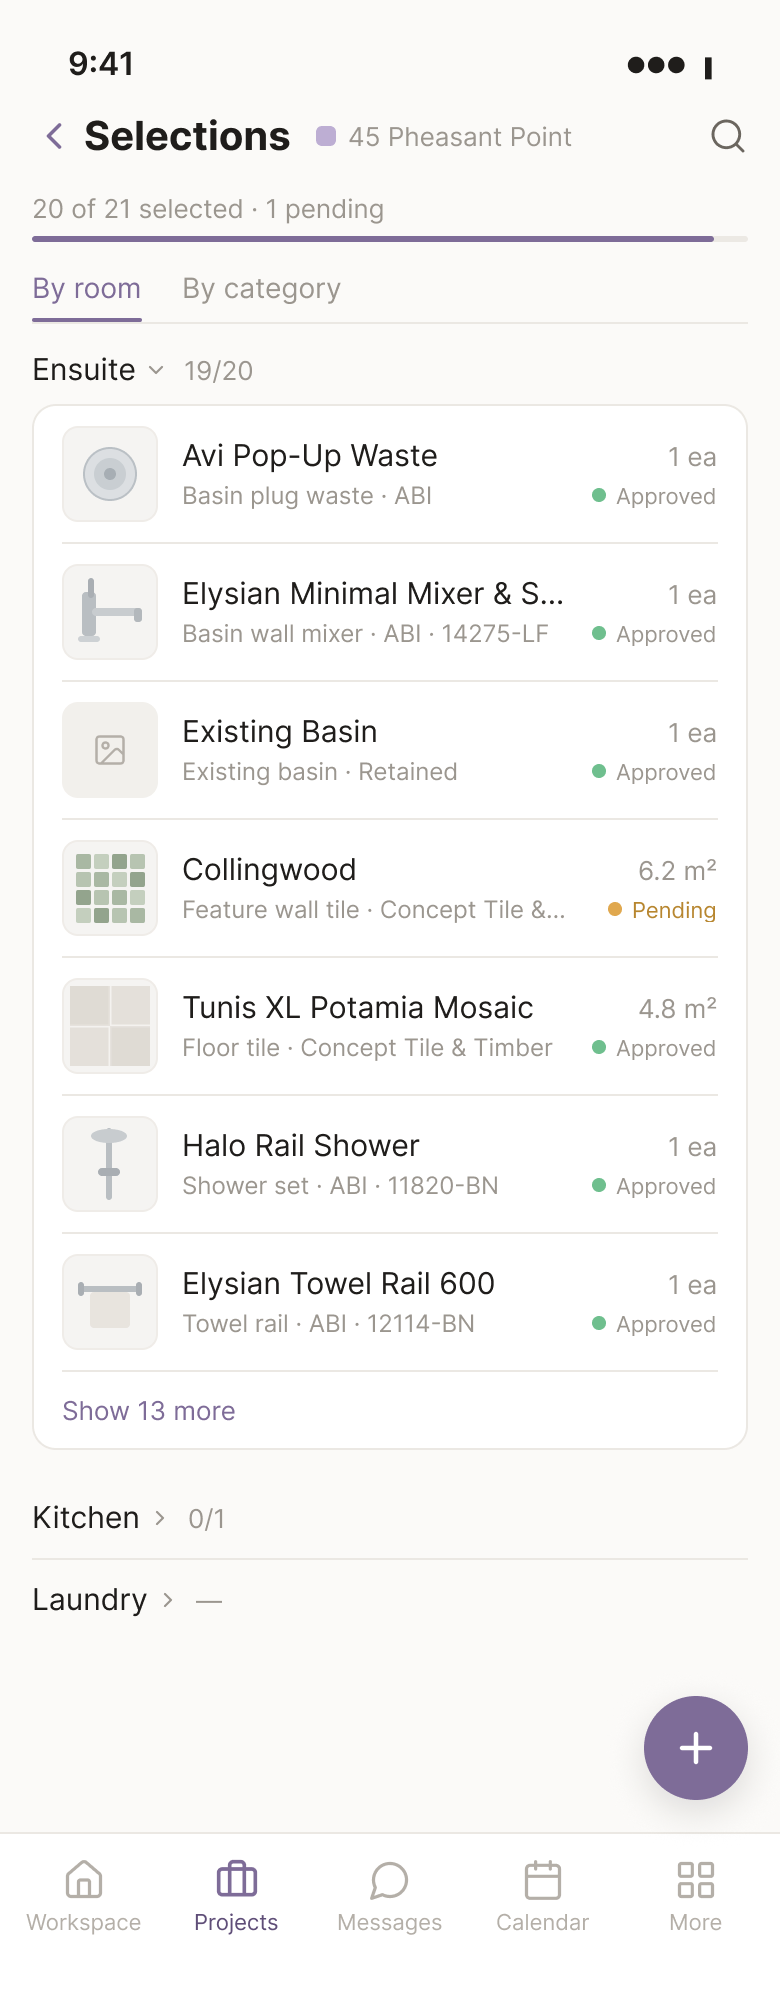 9:41
Selections 45 Pheasant Point
20 of 21 selected · 1 pending
By room By category
Ensuite 19/20
Avi Pop-Up Waste 1 ea
Basin plug waste · ABI Approved
Elysian Minimal Mixer & S... 1 ea
Basin wall mixer · ABI · 14275-LF Approved
Existing Basin 1 ea
Existing basin · Retained Approved
Collingwood 6.2 m²
Feature wall tile · Concept Tile &... Pending
Tunis XL Potamia Mosaic 4.8 m²
Floor tile · Concept Tile & Timber Approved
Halo Rail Shower 1 ea
Shower set · ABI · 11820-BN Approved
Elysian Towel Rail 600 1 ea
Towel rail · ABI · 12114-BN Approved
Show 13 more
Kitchen 0/1
Laundry —
Workspace Projects Messages Calendar More